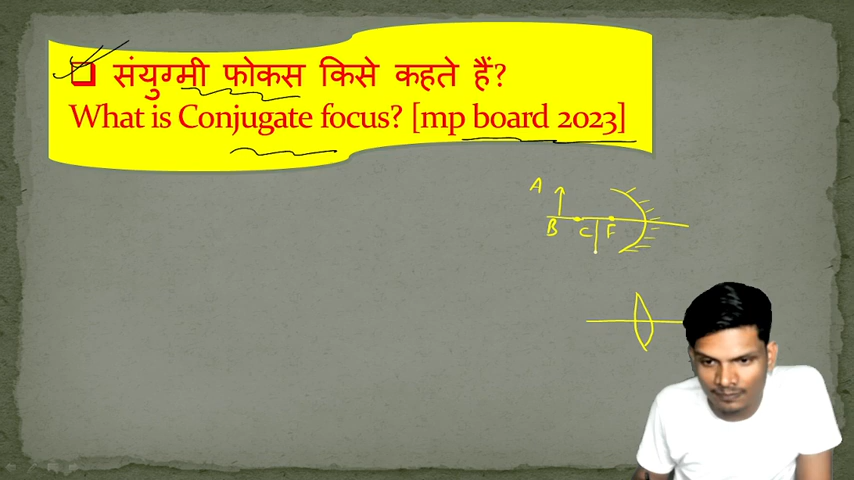 संयुग्मी फोकस किसे कहते हैं?
What is Conjugate focus? [mp board 2023]
A
B C F